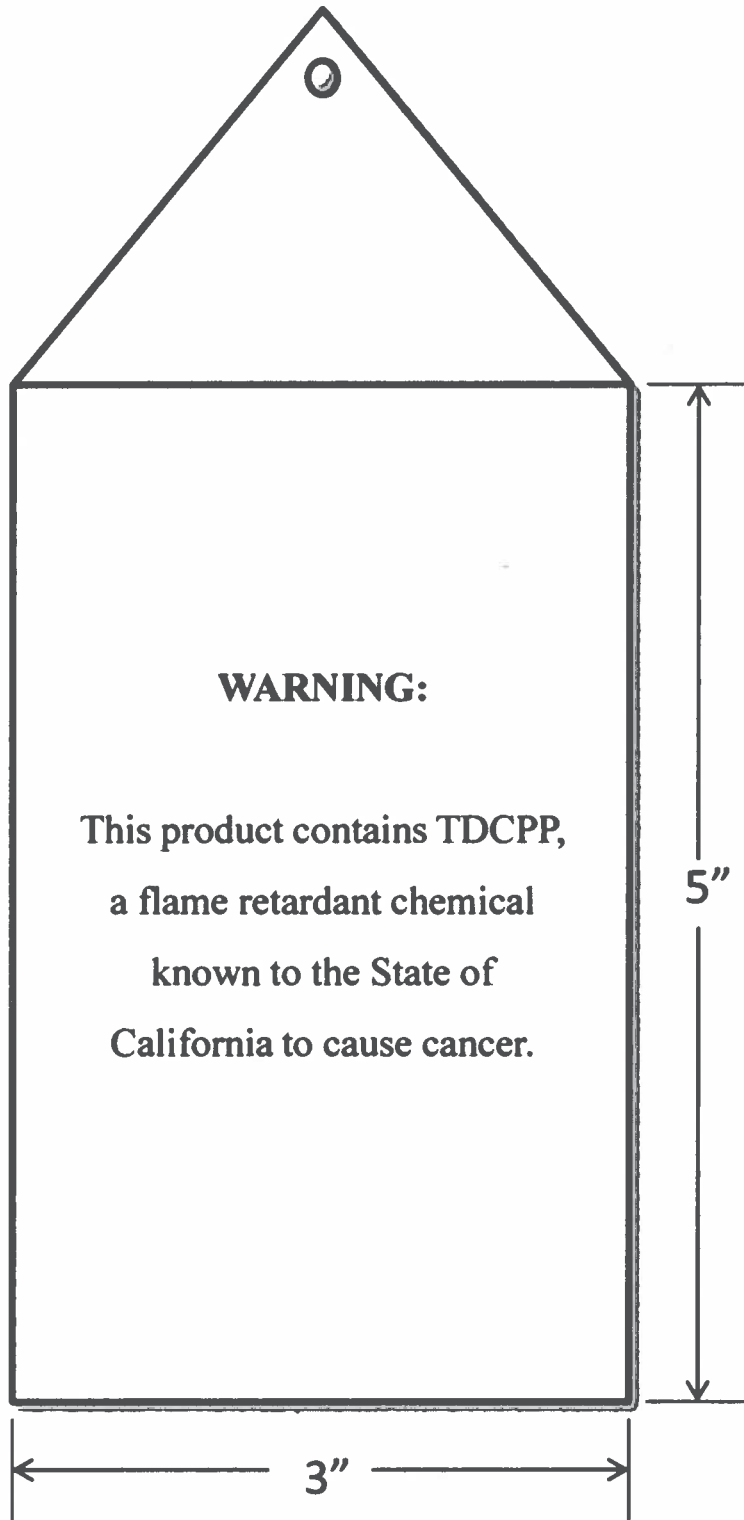 WARNING:
This product contains TDCPP,
a flame retardant chemical
known to the State of
California to cause cancer.
5"
3"